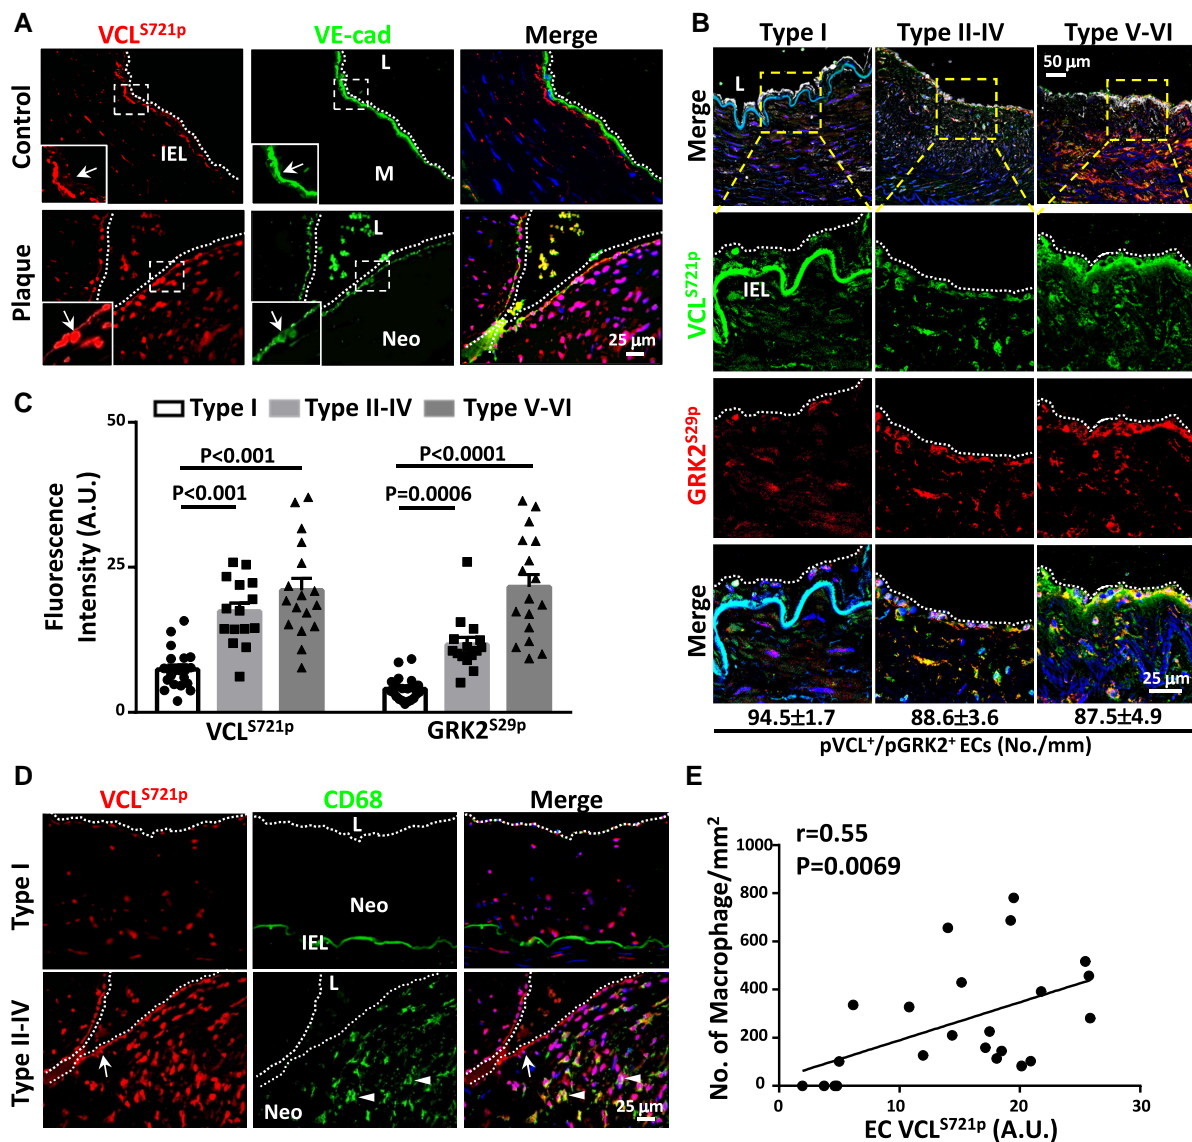 A
VCL^S721p VE-cad Merge
Control
L
IEL
M
Plaque
L
Neo
25 μm
B
Type I Type II-IV Type V-VI
Merge
L
50 μm
VCL^S721p
IEL
GRK2^S29p
Merge
25 μm
94.5±1.7 88.6±3.6 87.5±4.9
pVCL⁺/pGRK2⁺ ECs (No./mm)
C
Type I Type II-IV Type V-VI
Fluorescence
Intensity (A.U.)
50
25
0
P<0.001
P<0.001
P<0.0001
P=0.0006
VCL^S721p GRK2^S29p
D
VCL^S721p CD68 Merge
Type I
L
Neo
IEL
Type II-IV
L
Neo
25 μm
E
r=0.55
P=0.0069
No. of Macrophage/mm²
1000
800
600
400
200
0
0 10 20 30
EC VCL^S721p (A.U.)